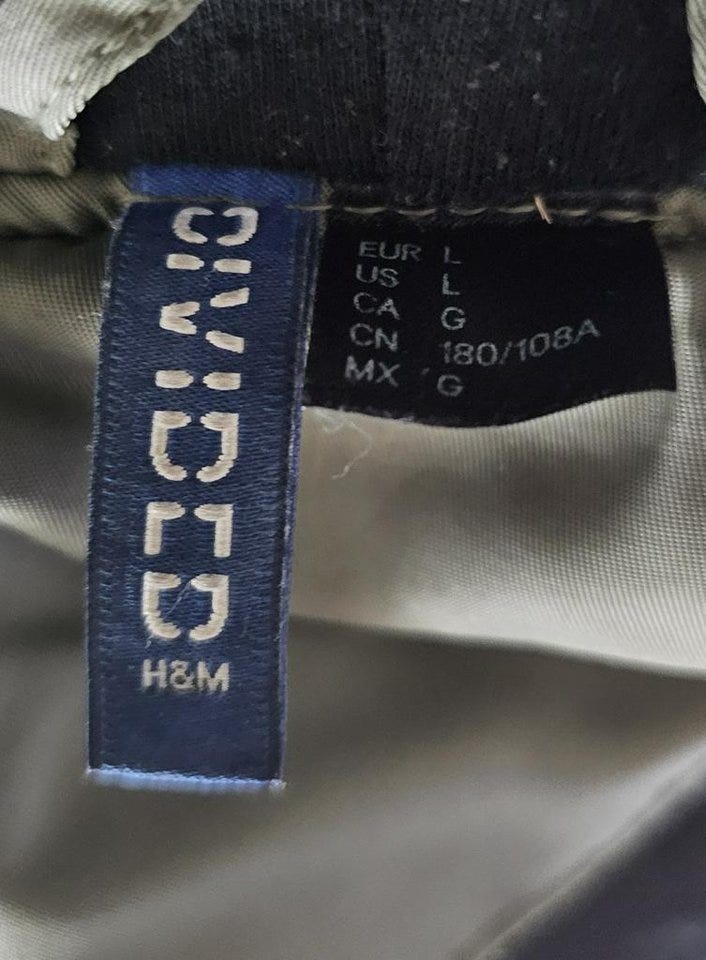 DIVIDED
H&M
EUR L
US L
CA G
CN 180/108A
MX G